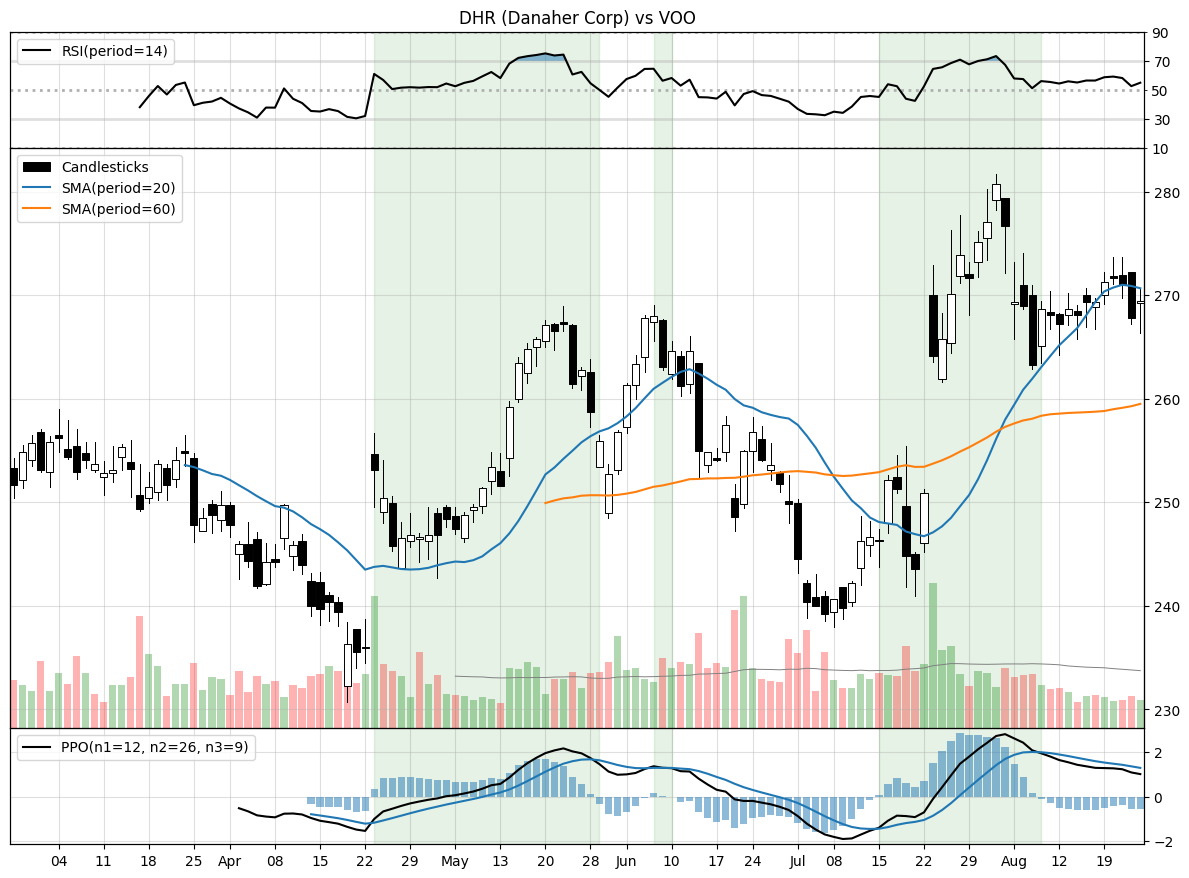 DHR (Danaher Corp) vs VOO
RSI(period=14)
90
70
50
30
10
Candlesticks
SMA(period=20)
SMA(period=60)
280
270
260
250
240
230
PPO(n1=12, n2=26, n3=9)
2
0
−2
04 11 18 25 Apr 08 15 22 29 May 13 20 28 Jun 10 17 24 Jul 08 15 22 29 Aug 12 19